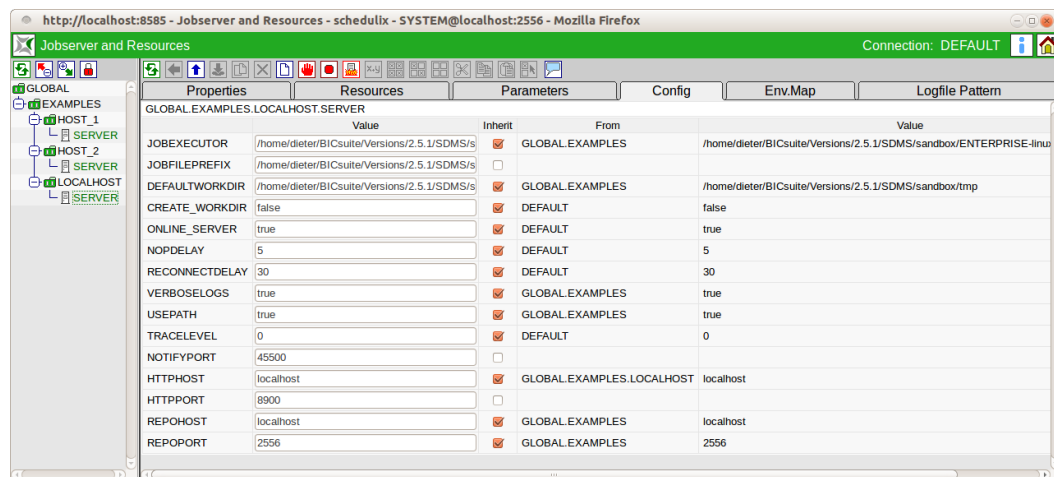 http://localhost:8585 - Jobserver and Resources - schedulix - SYSTEM@localhost:2556 - Mozilla Firefox
Jobserver and Resources Connection: DEFAULT
GLOBAL
EXAMPLES
HOST_1
SERVER
HOST_2
SERVER
LOCALHOST
SERVER
Properties Resources Parameters Config Env.Map Logfile Pattern
GLOBAL.EXAMPLES.LOCALHOST.SERVER
Value Inherit From Value
JOBEXECUTOR /home/dieter/BICsuite/Versions/2.5.1/SDMS/s GLOBAL.EXAMPLES /home/dieter/BICsuite/Versions/2.5.1/SDMS/sandbox/ENTERPRISE-linux
JOBFILEPREFIX /home/dieter/BICsuite/Versions/2.5.1/SDMS/s
DEFAULTWORKDIR /home/dieter/BICsuite/Versions/2.5.1/SDMS/s GLOBAL.EXAMPLES /home/dieter/BICsuite/Versions/2.5.1/SDMS/sandbox/tmp
CREATE_WORKDIR false DEFAULT false
ONLINE_SERVER true DEFAULT true
NOPDELAY 5 DEFAULT 5
RECONNECTDELAY 30 DEFAULT 30
VERBOSELOGS true GLOBAL.EXAMPLES true
USEPATH true GLOBAL.EXAMPLES true
TRACELEVEL 0 DEFAULT 0
NOTIFYPORT 45500
HTTPHOST localhost GLOBAL.EXAMPLES.LOCALHOST localhost
HTTPPORT 8900
REPOHOST localhost GLOBAL.EXAMPLES localhost
REPOPORT 2556 GLOBAL.EXAMPLES 2556